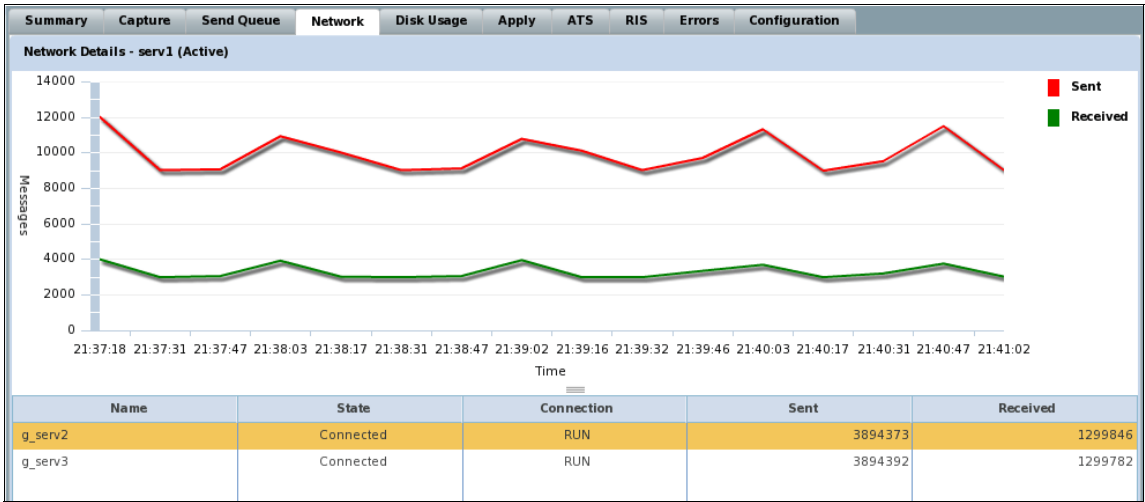 Summary Capture Send Queue Network Disk Usage Apply ATS RIS Errors Configuration
Network Details - serv1 (Active)
14000
12000
10000
8000
6000
4000
2000
0
Messages
Sent
Received
21:37:18 21:37:31 21:37:47 21:38:03 21:38:17 21:38:31 21:38:47 21:39:02 21:39:16 21:39:32 21:39:46 21:40:03 21:40:17 21:40:31 21:40:47 21:41:02
Time
Name State Connection Sent Received
g_serv2 Connected RUN 3894373 1299846
g_serv3 Connected RUN 3894392 1299782